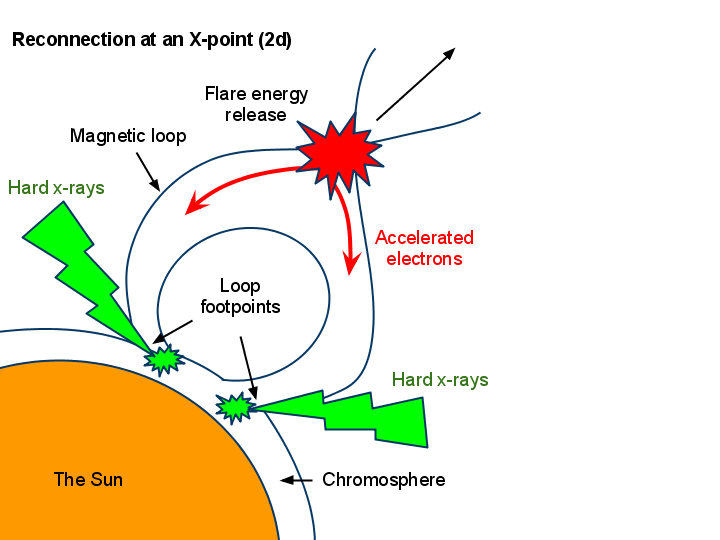 Reconnection at an X-point (2d)
Flare energy
release
Magnetic loop
Hard x-rays
Accelerated
electrons
Loop
footpoints
Hard x-rays
The Sun
Chromosphere